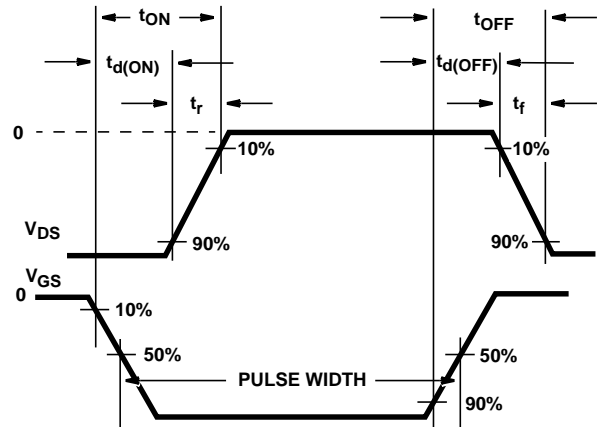 tON tOFF
td(ON) td(OFF)
tr tf
0
10% 10%
VDS
90% 90%
VGS
0
10%
50% 50%
PULSE WIDTH
90%